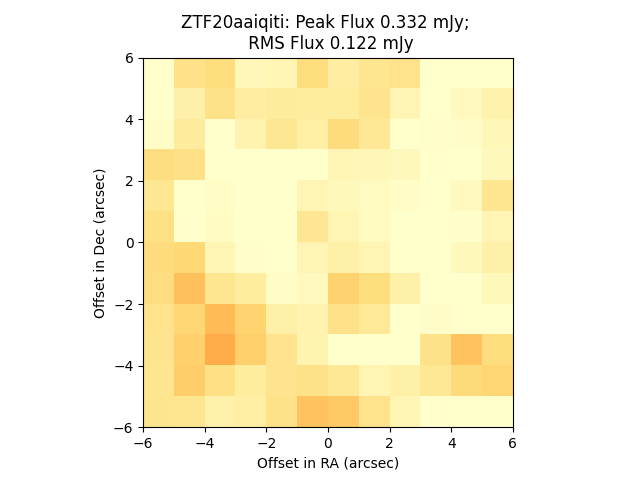 ZTF20aaiqiti: Peak Flux 0.332 mJy;
RMS Flux 0.122 mJy
6
4
2
0
−2
−4
−6
Offset in Dec (arcsec)
−6 −4 −2 0 2 4 6
Offset in RA (arcsec)